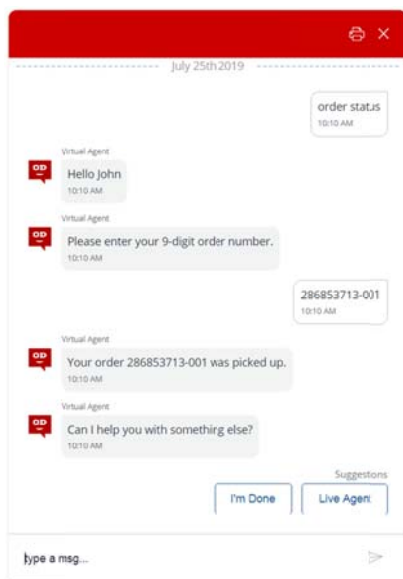 July 25th 2019
order status
10:10 AM
Virtual Agent
OD
Hello John
10:10 AM
Virtual Agent
OD
Please enter your 9-digit order number.
10:10 AM
286853713-001
10:10 AM
Virtual Agent
OD
Your order 286853713-001 was picked up.
10:10 AM
Virtual Agent
OD
Can I help you with something else?
10:10 AM
Suggestons
I'm Done
Live Agent
type a msg...